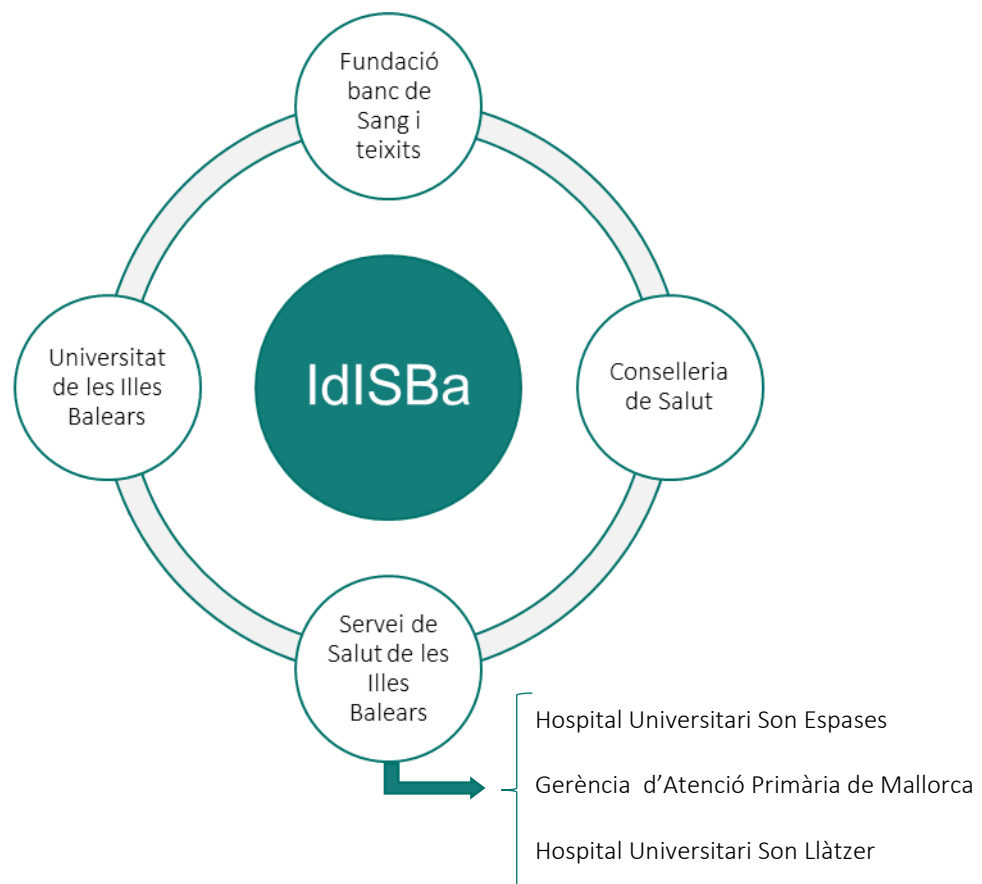 Fundació
banc de
Sang i
teixits
Universitat
de les Illes
Balears
IdISBa
Conselleria
de Salut
Servei de
Salut de les
Illes
Balears
Hospital Universitari Son Espases
Gerència  d’Atenció Primària de Mallorca
Hospital Universitari Son Llàtzer